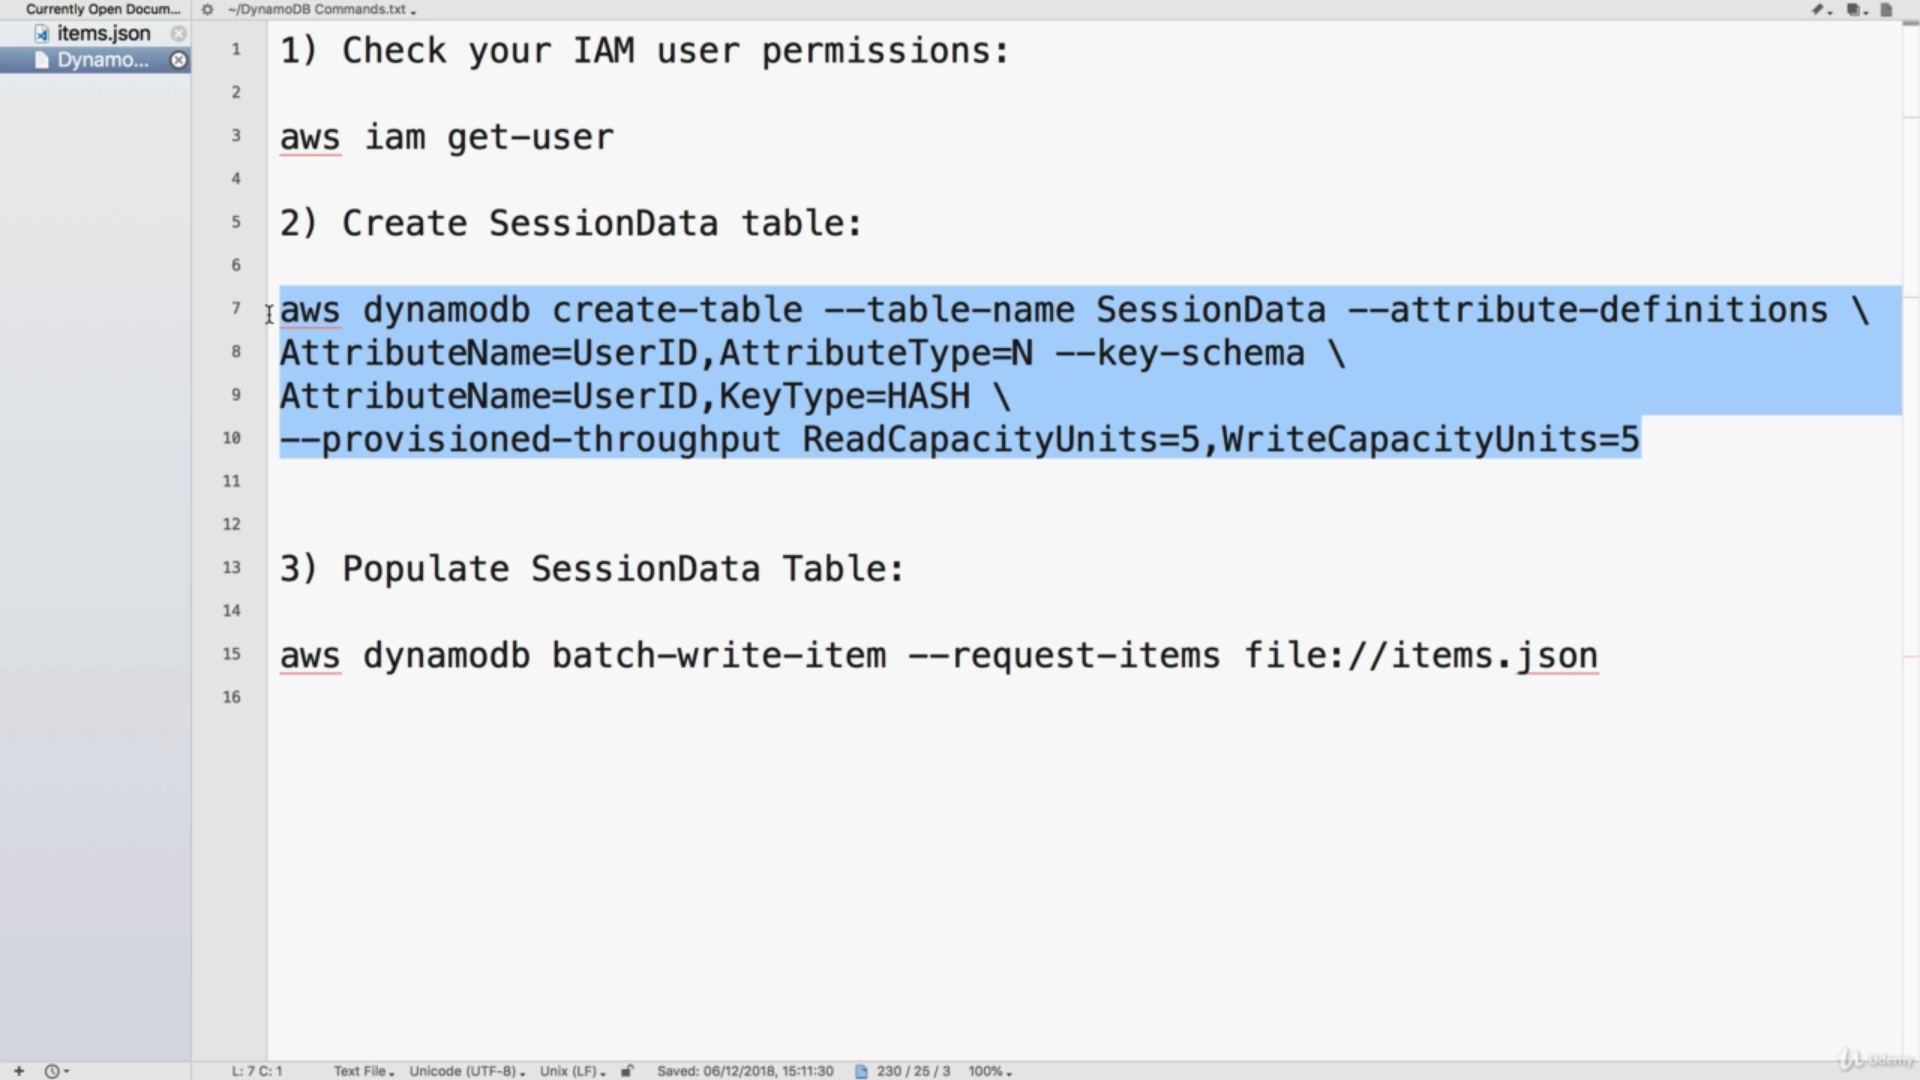 Currently Open Docum...
~/DynamoDB Commands.txt
items.json
Dynamo...
1 1) Check your IAM user permissions:
2
3 aws iam get-user
4
5 2) Create SessionData table:
6
7 aws dynamodb create-table --table-name SessionData --attribute-definitions \
8 AttributeName=UserID,AttributeType=N --key-schema \
9 AttributeName=UserID,KeyType=HASH \
10 --provisioned-throughput ReadCapacityUnits=5,WriteCapacityUnits=5
11
12
13 3) Populate SessionData Table:
14
15 aws dynamodb batch-write-item --request-items file://items.json
16
L: 7 C: 1 Text File Unicode (UTF-8) Unix (LF) Saved: 06/12/2018, 15:11:30 230 / 25 / 3 100%
Udemy